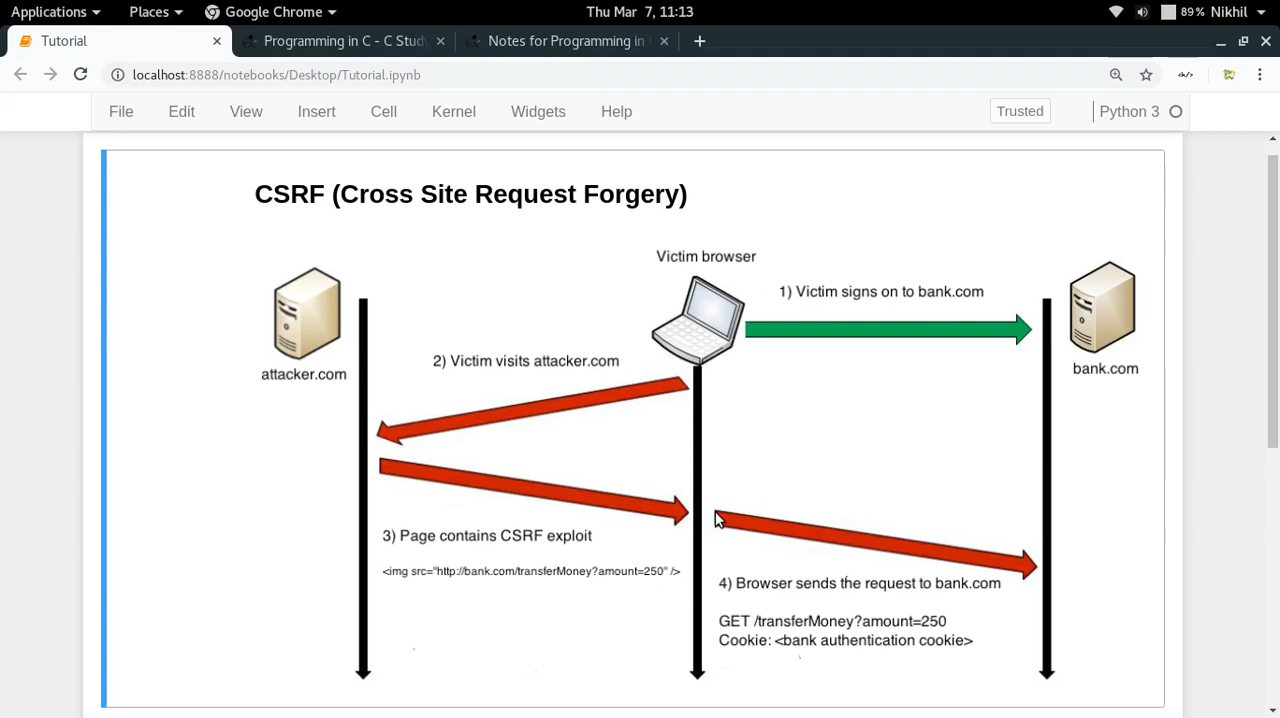 Applications Places Google Chrome Thu Mar 7, 11:13 89% Nikhil
Tutorial Programming in C - C Study Notes for Programming in C
localhost:8888/notebooks/Desktop/Tutorial.ipynb
File Edit View Insert Cell Kernel Widgets Help Trusted Python 3
CSRF (Cross Site Request Forgery)
Victim browser
1) Victim signs on to bank.com
2) Victim visits attacker.com
attacker.com
bank.com
3) Page contains CSRF exploit
<img src="http://bank.com/transferMoney?amount=250" />
4) Browser sends the request to bank.com
GET /transferMoney?amount=250
Cookie: <bank authentication cookie>